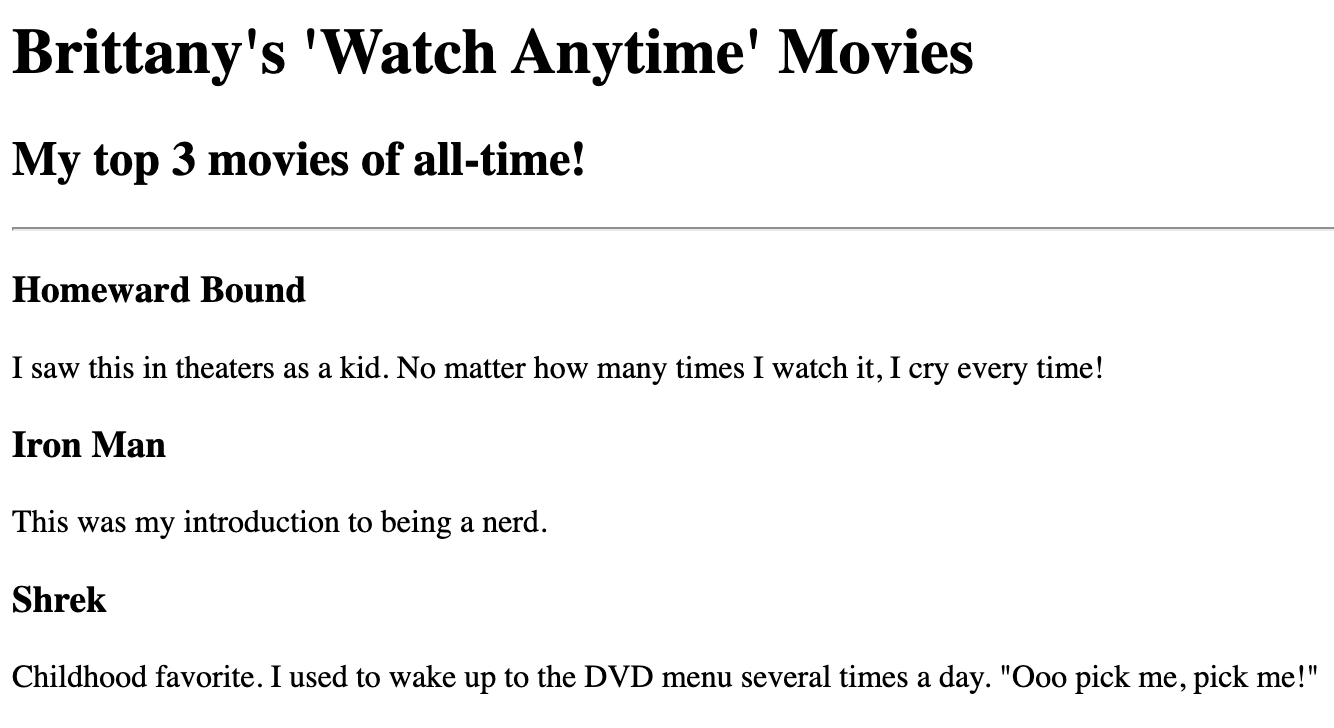 Brittany's 'Watch Anytime' Movies
My top 3 movies of all-time!
Homeward Bound
I saw this in theaters as a kid. No matter how many times I watch it, I cry every time!
Iron Man
This was my introduction to being a nerd.
Shrek
Childhood favorite. I used to wake up to the DVD menu several times a day. "Ooo pick me, pick me!"